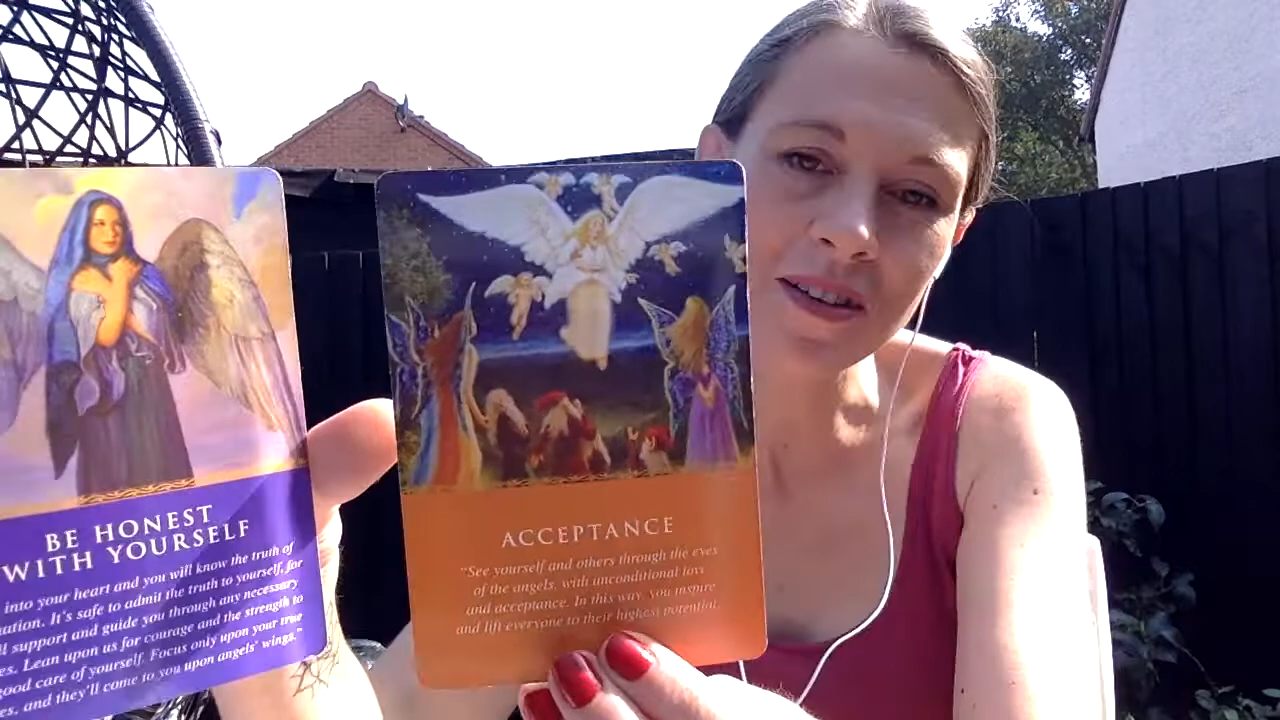 BE HONEST
WITH YOURSELF
into your heart and you will know the truth of
uation. It's safe to admit the truth to yourself, for
l support and guide you through any necessary
es. Lean upon us for courage and the strength to
good care of yourself. Focus only upon your true
es, and they'll come to you upon angels' wings."
ACCEPTANCE
"See yourself and others through the eyes
of the angels, with unconditional love
and acceptance. In this way, you inspire
and lift everyone to their highest potential.